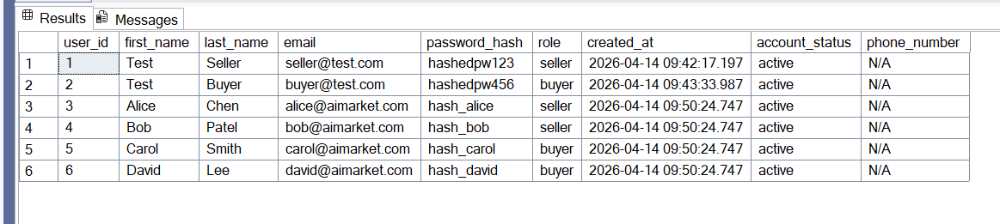 Results Messages
user_id first_name last_name email password_hash role created_at account_status phone_number
1 1 Test Seller seller@test.com hashedpw123 seller 2026-04-14 09:42:17.197 active N/A
2 2 Test Buyer buyer@test.com hashedpw456 buyer 2026-04-14 09:43:33.987 active N/A
3 3 Alice Chen alice@aimarket.com hash_alice seller 2026-04-14 09:50:24.747 active N/A
4 4 Bob Patel bob@aimarket.com hash_bob seller 2026-04-14 09:50:24.747 active N/A
5 5 Carol Smith carol@aimarket.com hash_carol buyer 2026-04-14 09:50:24.747 active N/A
6 6 David Lee david@aimarket.com hash_david buyer 2026-04-14 09:50:24.747 active N/A